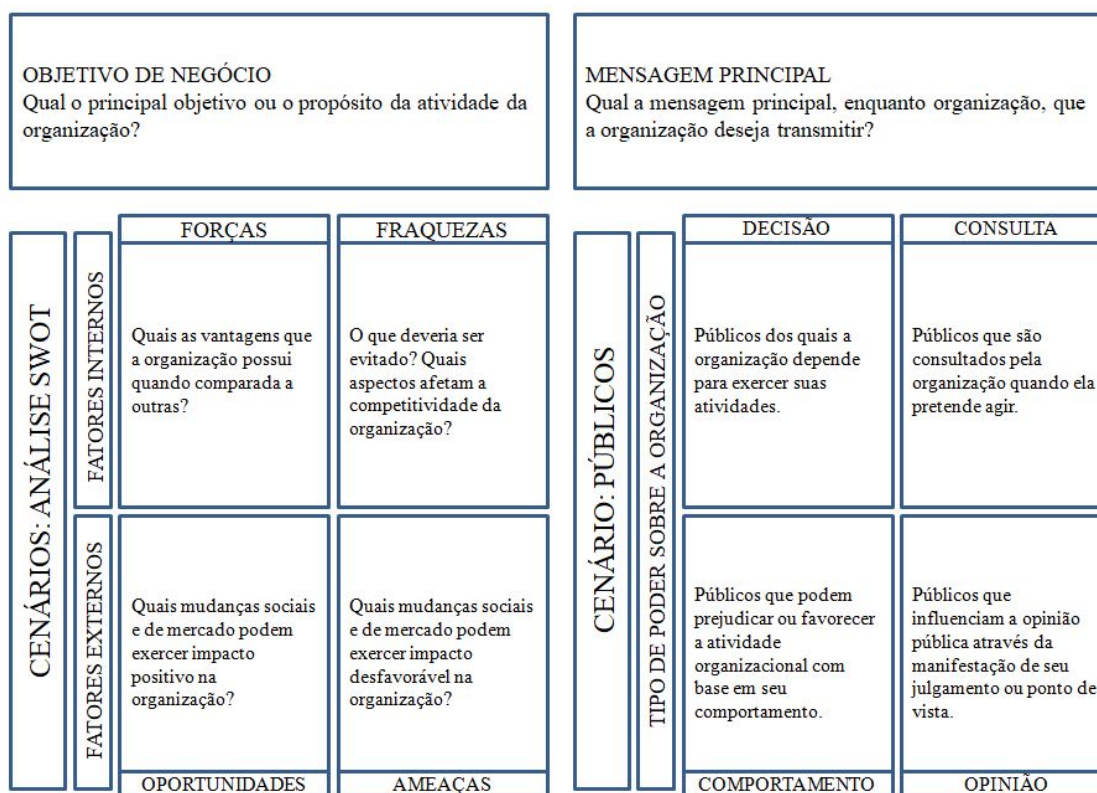 OBJETIVO DE NEGÓCIO
Qual o principal objetivo ou o propósito da atividade da
organização?
MENSAGEM PRINCIPAL
Qual a mensagem principal, enquanto organização, que
a organização deseja transmitir?
CENÁRIOS: ANÁLISE SWOT
FATORES INTERNOS
FORÇAS
Quais as vantagens que
a organização possui
quando comparada a
outras?
FRAQUEZAS
O que deveria ser
evitado? Quais
aspectos afetam a
competitividade da
organização?
FATORES EXTERNOS
Quais mudanças sociais
e de mercado podem
exercer impacto
positivo na
organização?
OPORTUNIDADES
Quais mudanças sociais
e de mercado podem
exercer impacto
desfavorável na
organização?
AMEAÇAS
CENÁRIO: PÚBLICOS
TIPO DE PODER SOBRE A ORGANIZAÇÃO
DECISÃO
Públicos dos quais a
organização depende
para exercer suas
atividades.
CONSULTA
Públicos que são
consultados pela
organização quando ela
pretende agir.
Públicos que podem
prejudicar ou favorecer
a atividade
organizacional com
base em seu
comportamento.
COMPORTAMENTO
Públicos que
influenciam a opinião
pública através da
manifestação de seu
julgamento ou ponto de
vista.
OPINIÃO